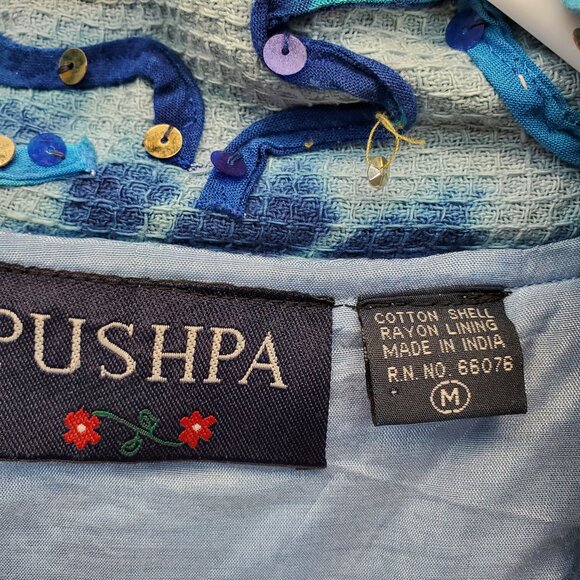 PUSHPA
COTTON SHELL
RAYON LINING
MADE IN INDIA
R.N. NO. 66076
M